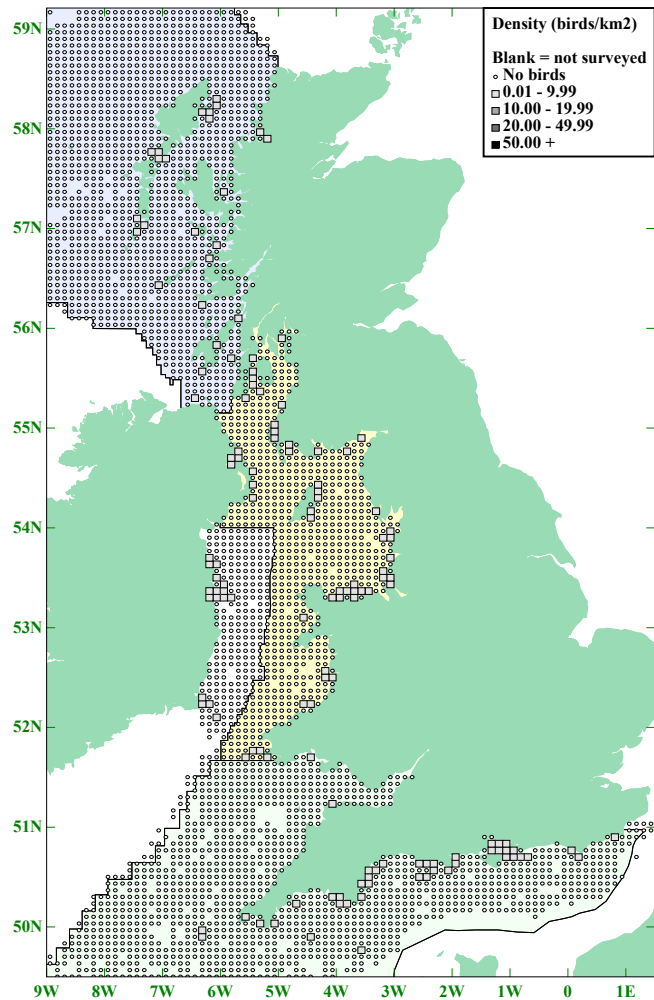 59N
58N
57N
56N
55N
54N
53N
52N
51N
50N
Density (birds/km2)
Blank = not surveyed
No birds
0.01 - 9.99
10.00 - 19.99
20.00 - 49.99
50.00 +
9W 8W 7W 6W 5W 4W 3W 2W 1W 0 1E